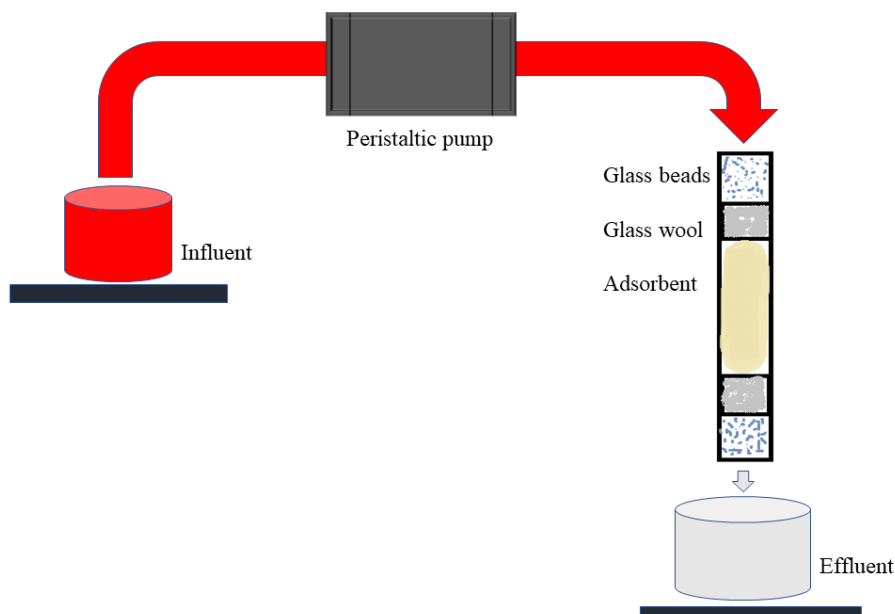 Peristaltic pump
Glass beads
Glass wool
Influent
Adsorbent
Effluent